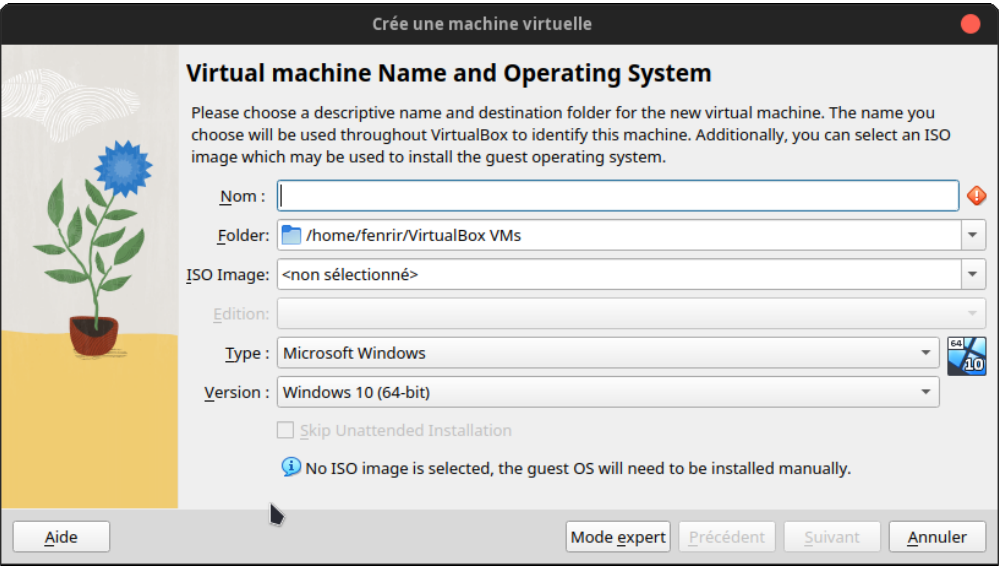 Crée une machine virtuelle
Virtual machine Name and Operating System
Please choose a descriptive name and destination folder for the new virtual machine. The name you
choose will be used throughout VirtualBox to identify this machine. Additionally, you can select an ISO
image which may be used to install the guest operating system.
Nom :
Folder: /home/fenrir/VirtualBox VMs
ISO Image: <non sélectionné>
Edition:
Type : Microsoft Windows 64 10
Version : Windows 10 (64-bit)
Skip Unattended Installation
No ISO image is selected, the guest OS will need to be installed manually.
Aide Mode expert Précédent Suivant Annuler